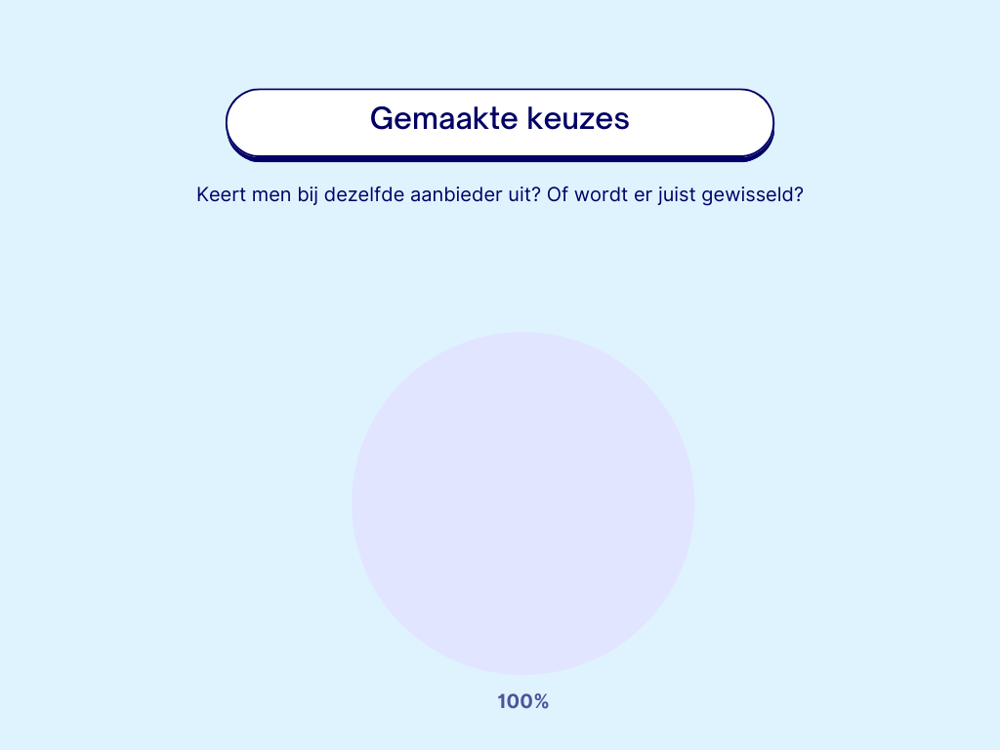 Gemaakte keuzes
Keert men bij dezelfde aanbieder uit? Of wordt er juist gewisseld?
100%